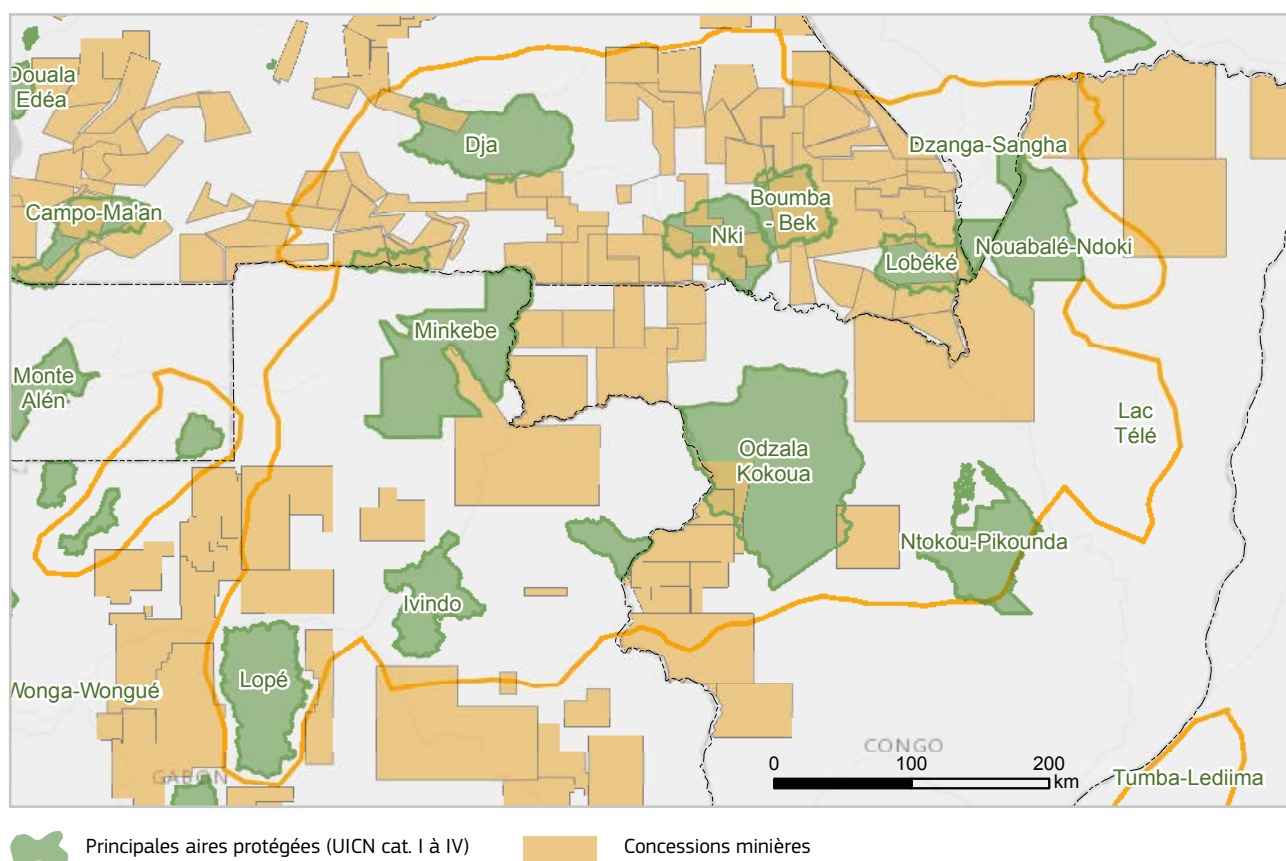 Douala
Edéa
Dja
Dzanga-Sangha
Campo-Ma'an
Boumba
- Bek
Nki
Lobéké
Nouabalé-Ndoki
Minkebe
Monte
Alén
Lac
Télé
Odzala
Kokoua
Ntokou-Pikounda
Ivindo
Lopé
Wonga-Wongué
GABON
CONGO
0 100 200
km
Tumba-Lediima
Principales aires protégées (UICN cat. I à IV) Concessions minières